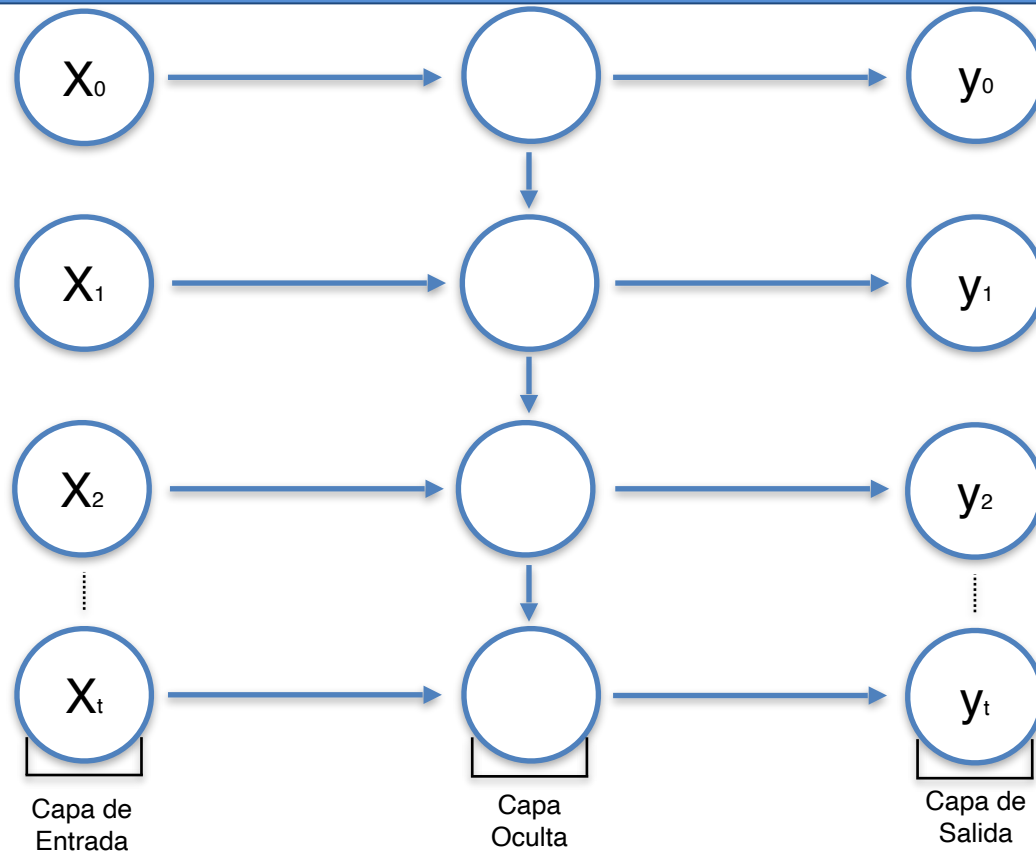 X₀
y₀
X₁
y₁
X₂
y₂
Xₜ
yₜ
Capa de
Entrada
Capa
Oculta
Capa de
Salida